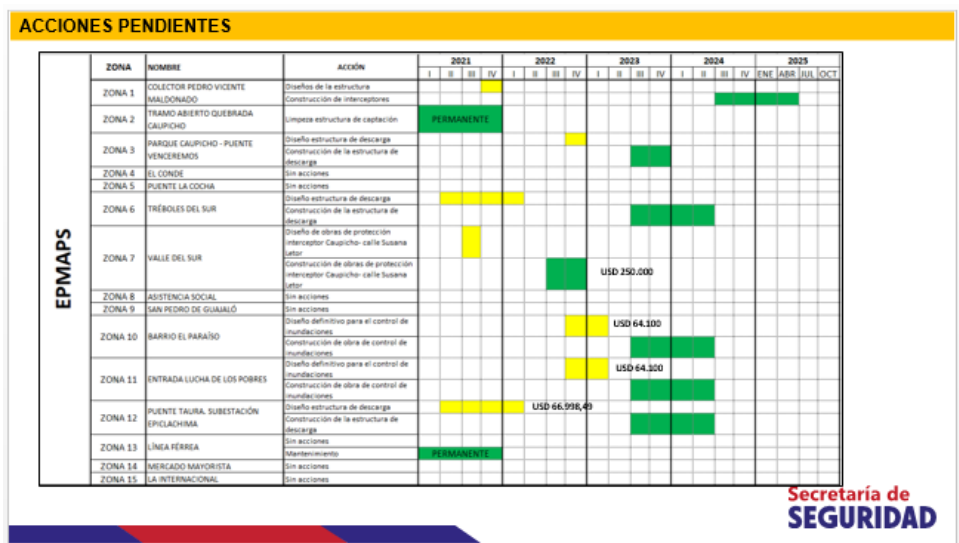 ACCIONES PENDIENTES
ZONA NOMBRE ACCIÓN 2021 2022 2023 2024 2025
I II III IV I II III IV I II III IV I II III IV ENE ABR JUL OCT
EPMAPS
ZONA 1 COLECTOR PEDRO VICENTE MALDONADO Diseños de la estructura
Construcción de interceptores
ZONA 2 TRAMO ABIERTO QUEBRADA CAUPICHO Limpeza estructura de captación PERMANENTE
ZONA 3 PARQUE CAUPICHO - PUENTE VENCEREMOS Diseño estructura de descarga
Construcción de la estructura de descarga
ZONA 4 EL CONDE Sin acciones
ZONA 5 PUENTE LA COCHA Sin acciones
ZONA 6 TRÉBOLES DEL SUR Diseño estructura de descarga
Construcción de la estructura de descarga
ZONA 7 VALLE DEL SUR Diseño de obras de protección interceptor Caupicho- calle Susana Letor
Construcción de obras de protección interceptor Caupicho- calle Susana Letor USD 250.000
ZONA 8 ASISTENCIA SOCIAL Sin acciones
ZONA 9 SAN PEDRO DE GUAJALÓ Sin acciones
ZONA 10 BARRIO EL PARAÍSO Diseño definitivo para el control de inundaciones USD 64.100
Construcción de obra de control de inundaciones
ZONA 11 ENTRADA LUCHA DE LOS POBRES Diseño definitivo para el control de inundaciones USD 64.100
Construcción de obra de control de inundaciones
ZONA 12 PUENTE TAURA. SUBESTACIÓN EPICLACHIMA Diseño estructura de descarga USD 66.998,49
Construcción de la estructura de descarga
ZONA 13 LÍNEA FÉRREA Sin acciones
Mantenimiento PERMANENTE
ZONA 14 MERCADO MAYORISTA Sin acciones
ZONA 15 LA INTERNACIONAL Sin acciones
Secretaría de
SEGURIDAD